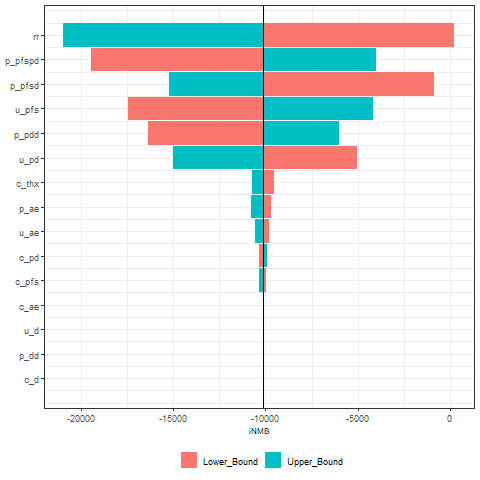 rr
p_pfspd
p_pfsd
u_pfs
p_pdd
u_pd
c_thx
p_ae
u_ae
c_pd
c_pfs
c_ae
u_d
p_dd
c_d
-20000 -15000 -10000 -5000 0
iNMB
Lower_Bound Upper_Bound